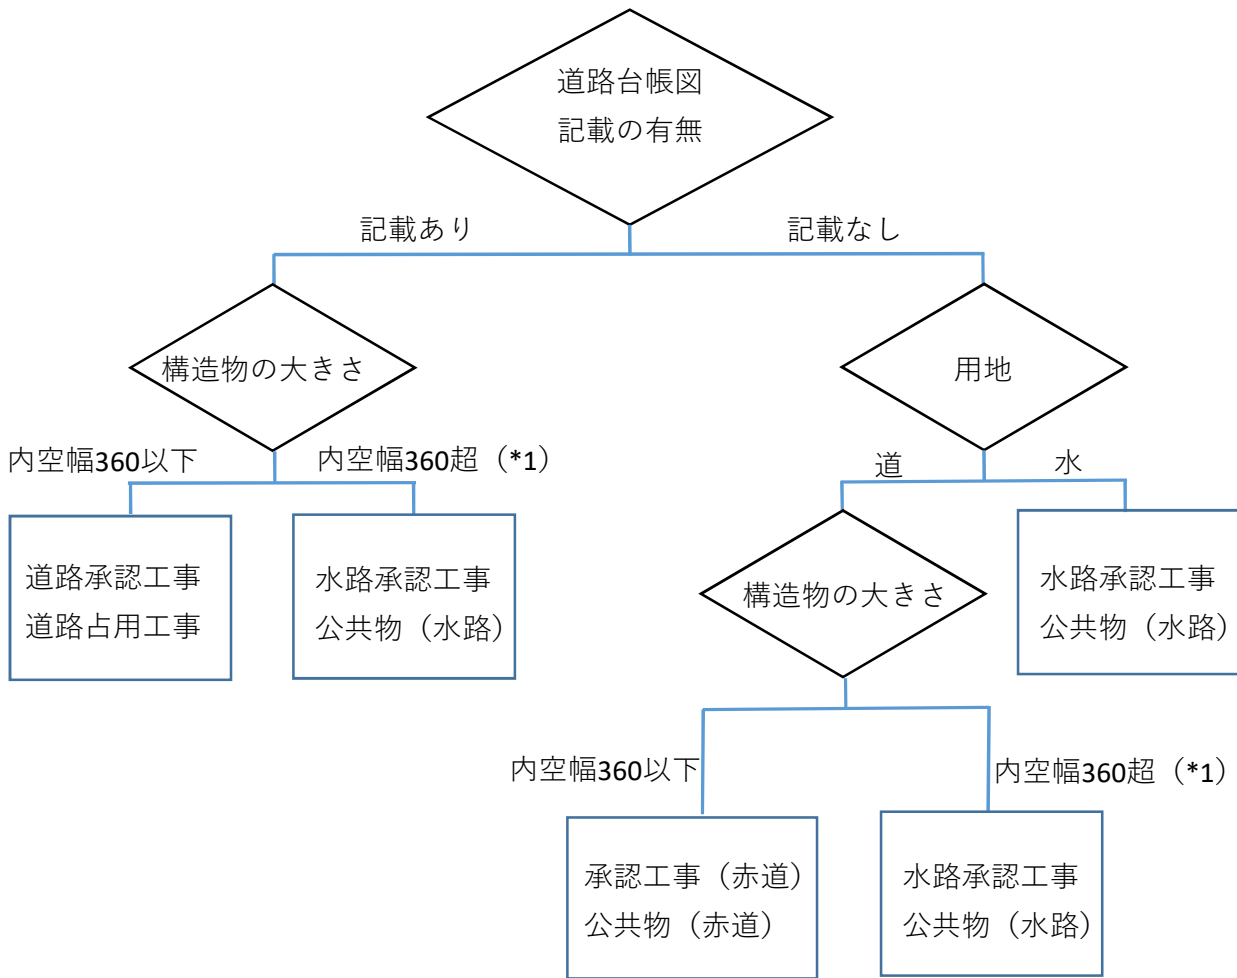 道路台帳図
記載の有無
記載あり
記載なし
構造物の大きさ
用地
内空幅360以下
内空幅360超（*1）
道
水
道路承認工事
道路占用工事
水路承認工事
公共物（水路）
構造物の大きさ
水路承認工事
公共物（水路）
内空幅360以下
内空幅360超（*1）
承認工事（赤道）
公共物（赤道）
水路承認工事
公共物（水路）